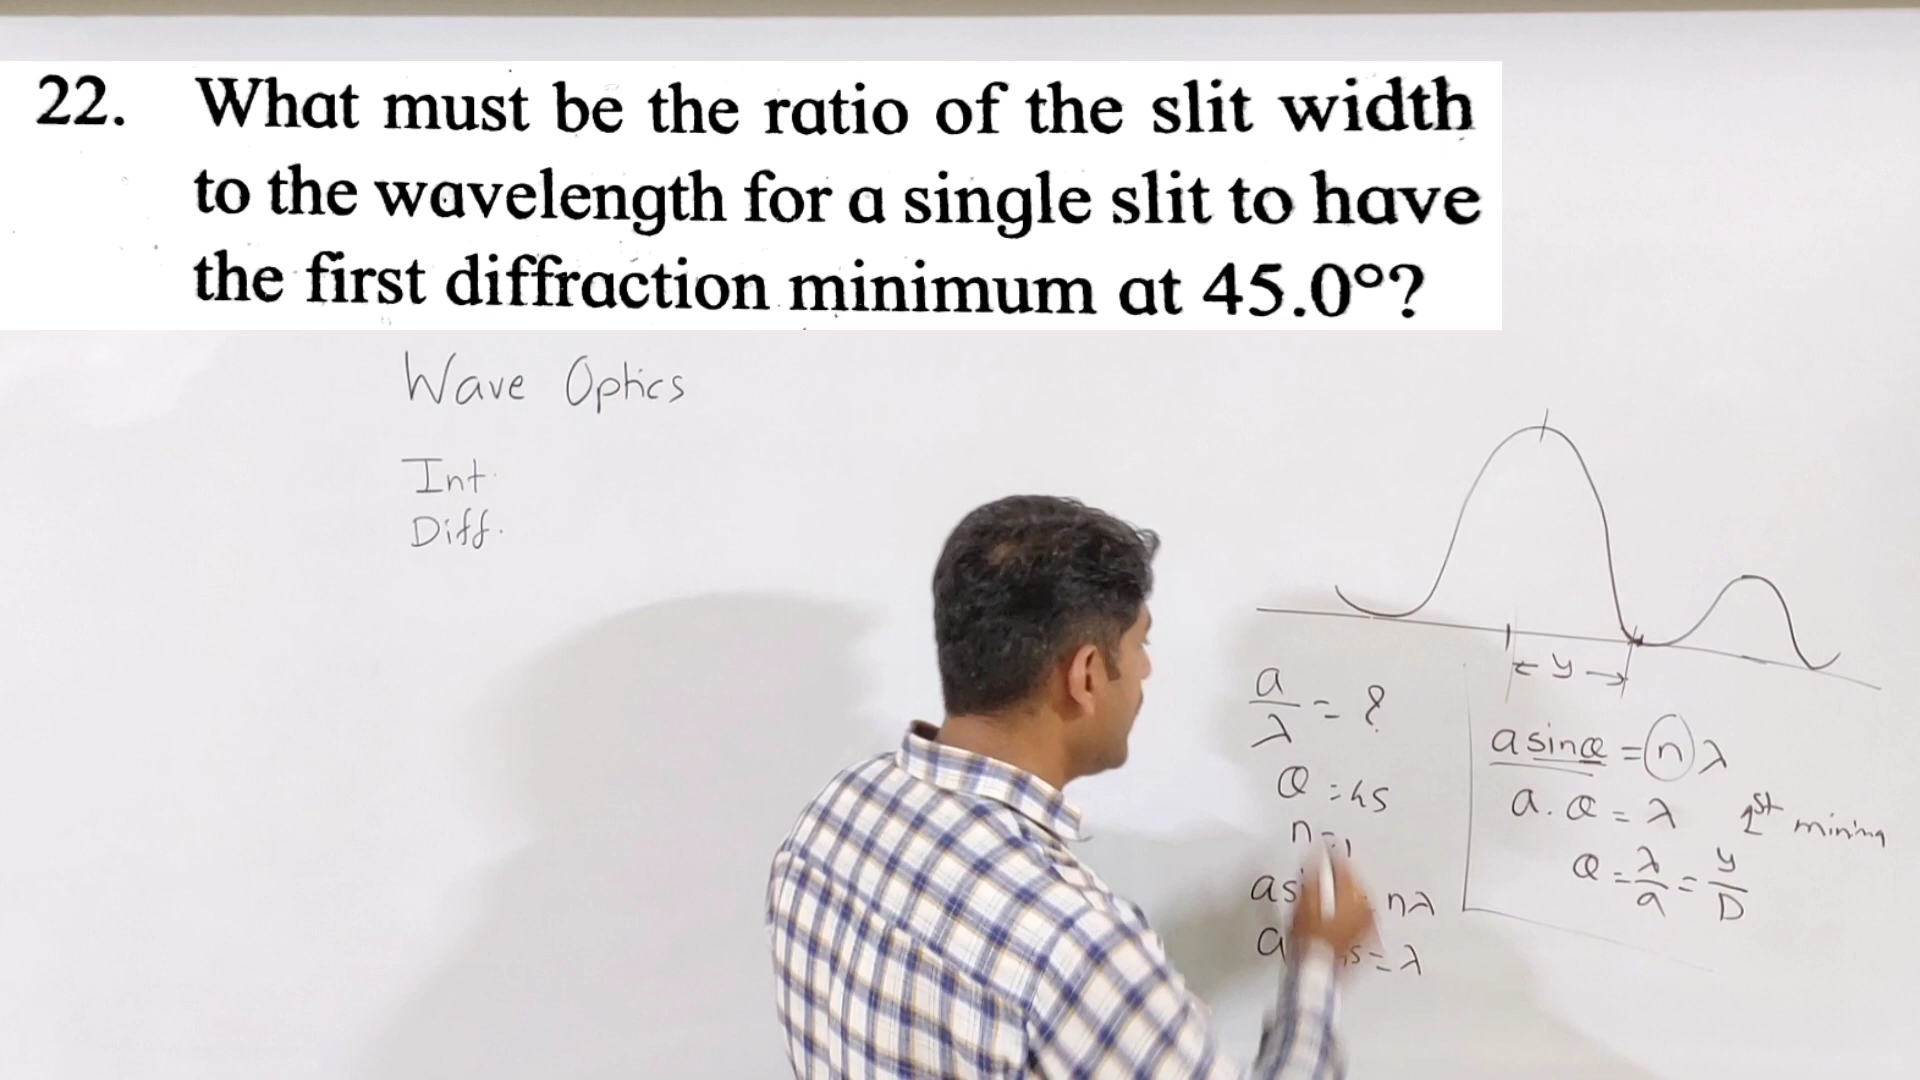 22. What must be the ratio of the slit width
to the wavelength for a single slit to have
the first diffraction minimum at 45.0°?
Wave Optics
Int.
Diff.
y
a/λ = ?
θ = 45
n = 1
nλ
a = λ
a sinθ = n λ
a . θ = λ 1st
θ = λ/a = y/D